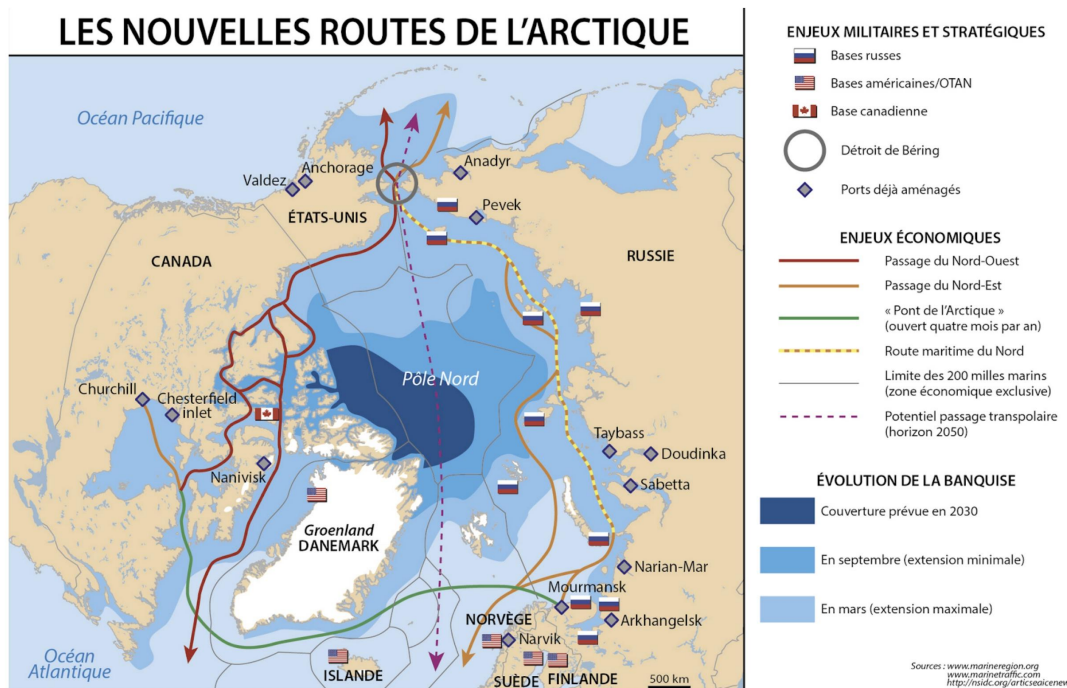 LES NOUVELLES ROUTES DE L'ARCTIQUE
Océan Pacifique
Anadyr
Anchorage
Valdez
Pevek
ÉTATS-UNIS
CANADA
RUSSIE
Pôle Nord
Churchill
Chesterfield
inlet
Taybass
Doudinka
Nanivisk
Sabetta
Groenland
DANEMARK
Narian-Mar
Mourmansk
NORVÈGE
Arkhangelsk
Narvik
Océan
Atlantique
ISLANDE
SUÈDE
FINLANDE
500 km
ENJEUX MILITAIRES ET STRATÉGIQUES
Bases russes
Bases américaines/OTAN
Base canadienne
Détroit de Béring
Ports déjà aménagés
ENJEUX ÉCONOMIQUES
Passage du Nord-Ouest
Passage du Nord-Est
« Pont de l'Arctique »
(ouvert quatre mois par an)
Route maritime du Nord
Limite des 200 milles marins
(zone économique exclusive)
Potentiel passage transpolaire
(horizon 2050)
ÉVOLUTION DE LA BANQUISE
Couverture prévue en 2030
En septembre (extension minimale)
En mars (extension maximale)
Sources : www.marineregion.org
www.marinetraffic.com
http://nsidc.org/articseaicenew